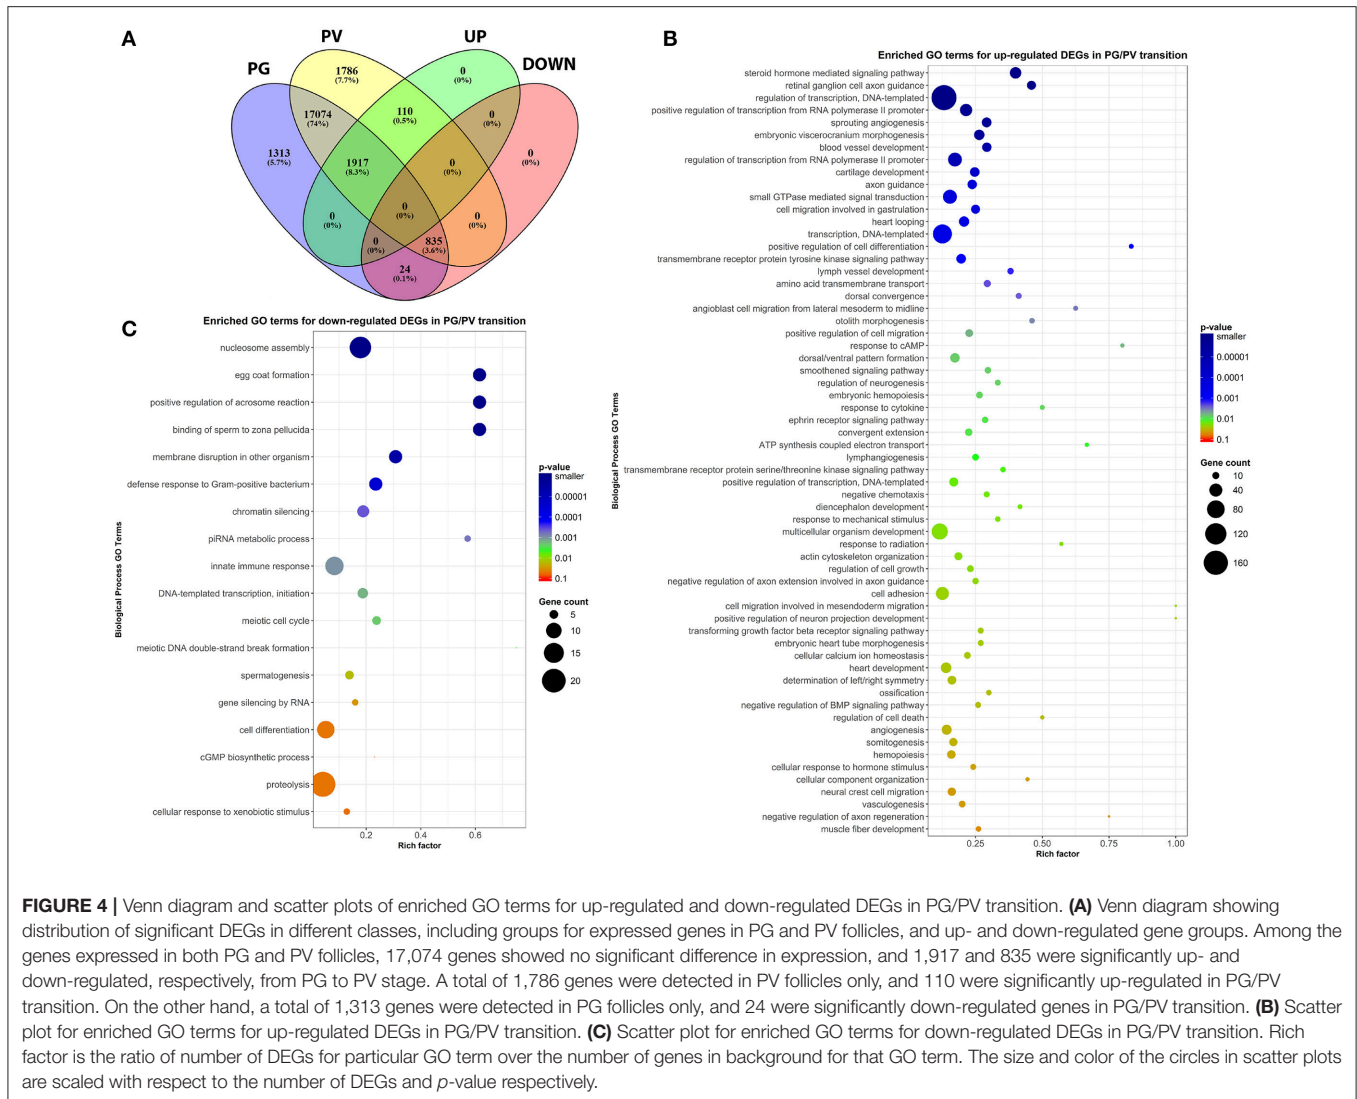 A
PG
PV
UP
DOWN
1786
(7.7%)
0
(0%)
17074
(74%)
110
(0.5%)
0
(0%)
1313
(5.7%)
1917
(8.3%)
0
(0%)
0
(0%)
0
(0%)
0
(0%)
0
(0%)
0
(0%)
835
(3.6%)
24
(0.1%)
B
Enriched GO terms for up-regulated DEGs in PG/PV transition
Biological Process GO Terms
steroid hormone mediated signaling pathway
retinal ganglion cell axon guidance
regulation of transcription, DNA-templated
positive regulation of transcription from RNA polymerase II promoter
sprouting angiogenesis
embryonic viscerocranium morphogenesis
blood vessel development
regulation of transcription from RNA polymerase II promoter
cartilage development
axon guidance
small GTPase mediated signal transduction
cell migration involved in gastrulation
heart looping
transcription, DNA-templated
positive regulation of cell differentiation
transmembrane receptor protein tyrosine kinase signaling pathway
lymph vessel development
amino acid transmembrane transport
dorsal convergence
angioblast cell migration from lateral mesoderm to midline
otolith morphogenesis
positive regulation of cell migration
response to cAMP
dorsal/ventral pattern formation
smoothened signaling pathway
regulation of neurogenesis
embryonic hemopoiesis
response to cytokine
ephrin receptor signaling pathway
convergent extension
ATP synthesis coupled electron transport
lymphangiogenesis
transmembrane receptor protein serine/threonine kinase signaling pathway
positive regulation of transcription, DNA-templated
negative chemotaxis
diencephalon development
response to mechanical stimulus
multicellular organism development
response to radiation
actin cytoskeleton organization
regulation of cell growth
negative regulation of axon extension involved in axon guidance
cell adhesion
cell migration involved in mesendoderm migration
positive regulation of neuron projection development
transforming growth factor beta receptor signaling pathway
embryonic heart tube morphogenesis
cellular calcium ion homeostasis
heart development
determination of left/right symmetry
ossification
negative regulation of BMP signaling pathway
regulation of cell death
angiogenesis
somitogenesis
hemopoiesis
cellular response to hormone stimulus
cellular component organization
neural crest cell migration
vasculogenesis
negative regulation of axon regeneration
muscle fiber development
0.25 0.50 0.75 1.00
Rich factor
p-value
smaller
0.00001
0.0001
0.001
0.01
0.1
Gene count
10
40
80
120
160
C
Enriched GO terms for down-regulated DEGs in PG/PV transition
Biological Process GO Terms
nucleosome assembly
egg coat formation
positive regulation of acrosome reaction
binding of sperm to zona pellucida
membrane disruption in other organism
defense response to Gram-positive bacterium
chromatin silencing
piRNA metabolic process
innate immune response
DNA-templated transcription, initiation
meiotic cell cycle
meiotic DNA double-strand break formation
spermatogenesis
gene silencing by RNA
cell differentiation
cGMP biosynthetic process
proteolysis
cellular response to xenobiotic stimulus
0.2 0.4 0.6
Rich factor
p-value
smaller
0.00001
0.0001
0.001
0.01
0.1
Gene count
5
10
15
20
FIGURE 4 | Venn diagram and scatter plots of enriched GO terms for up-regulated and down-regulated DEGs in PG/PV transition. (A) Venn diagram showing
distribution of significant DEGs in different classes, including groups for expressed genes in PG and PV follicles, and up- and down-regulated gene groups. Among the
genes expressed in both PG and PV follicles, 17,074 genes showed no significant difference in expression, and 1,917 and 835 were significantly up- and
down-regulated, respectively, from PG to PV stage. A total of 1,786 genes were detected in PV follicles only, and 110 were significantly up-regulated in PG/PV
transition. On the other hand, a total of 1,313 genes were detected in PG follicles only, and 24 were significantly down-regulated genes in PG/PV transition. (B) Scatter
plot for enriched GO terms for up-regulated DEGs in PG/PV transition. (C) Scatter plot for enriched GO terms for down-regulated DEGs in PG/PV transition. Rich
factor is the ratio of number of DEGs for particular GO term over the number of genes in background for that GO term. The size and color of the circles in scatter plots
are scaled with respect to the number of DEGs and p-value respectively.